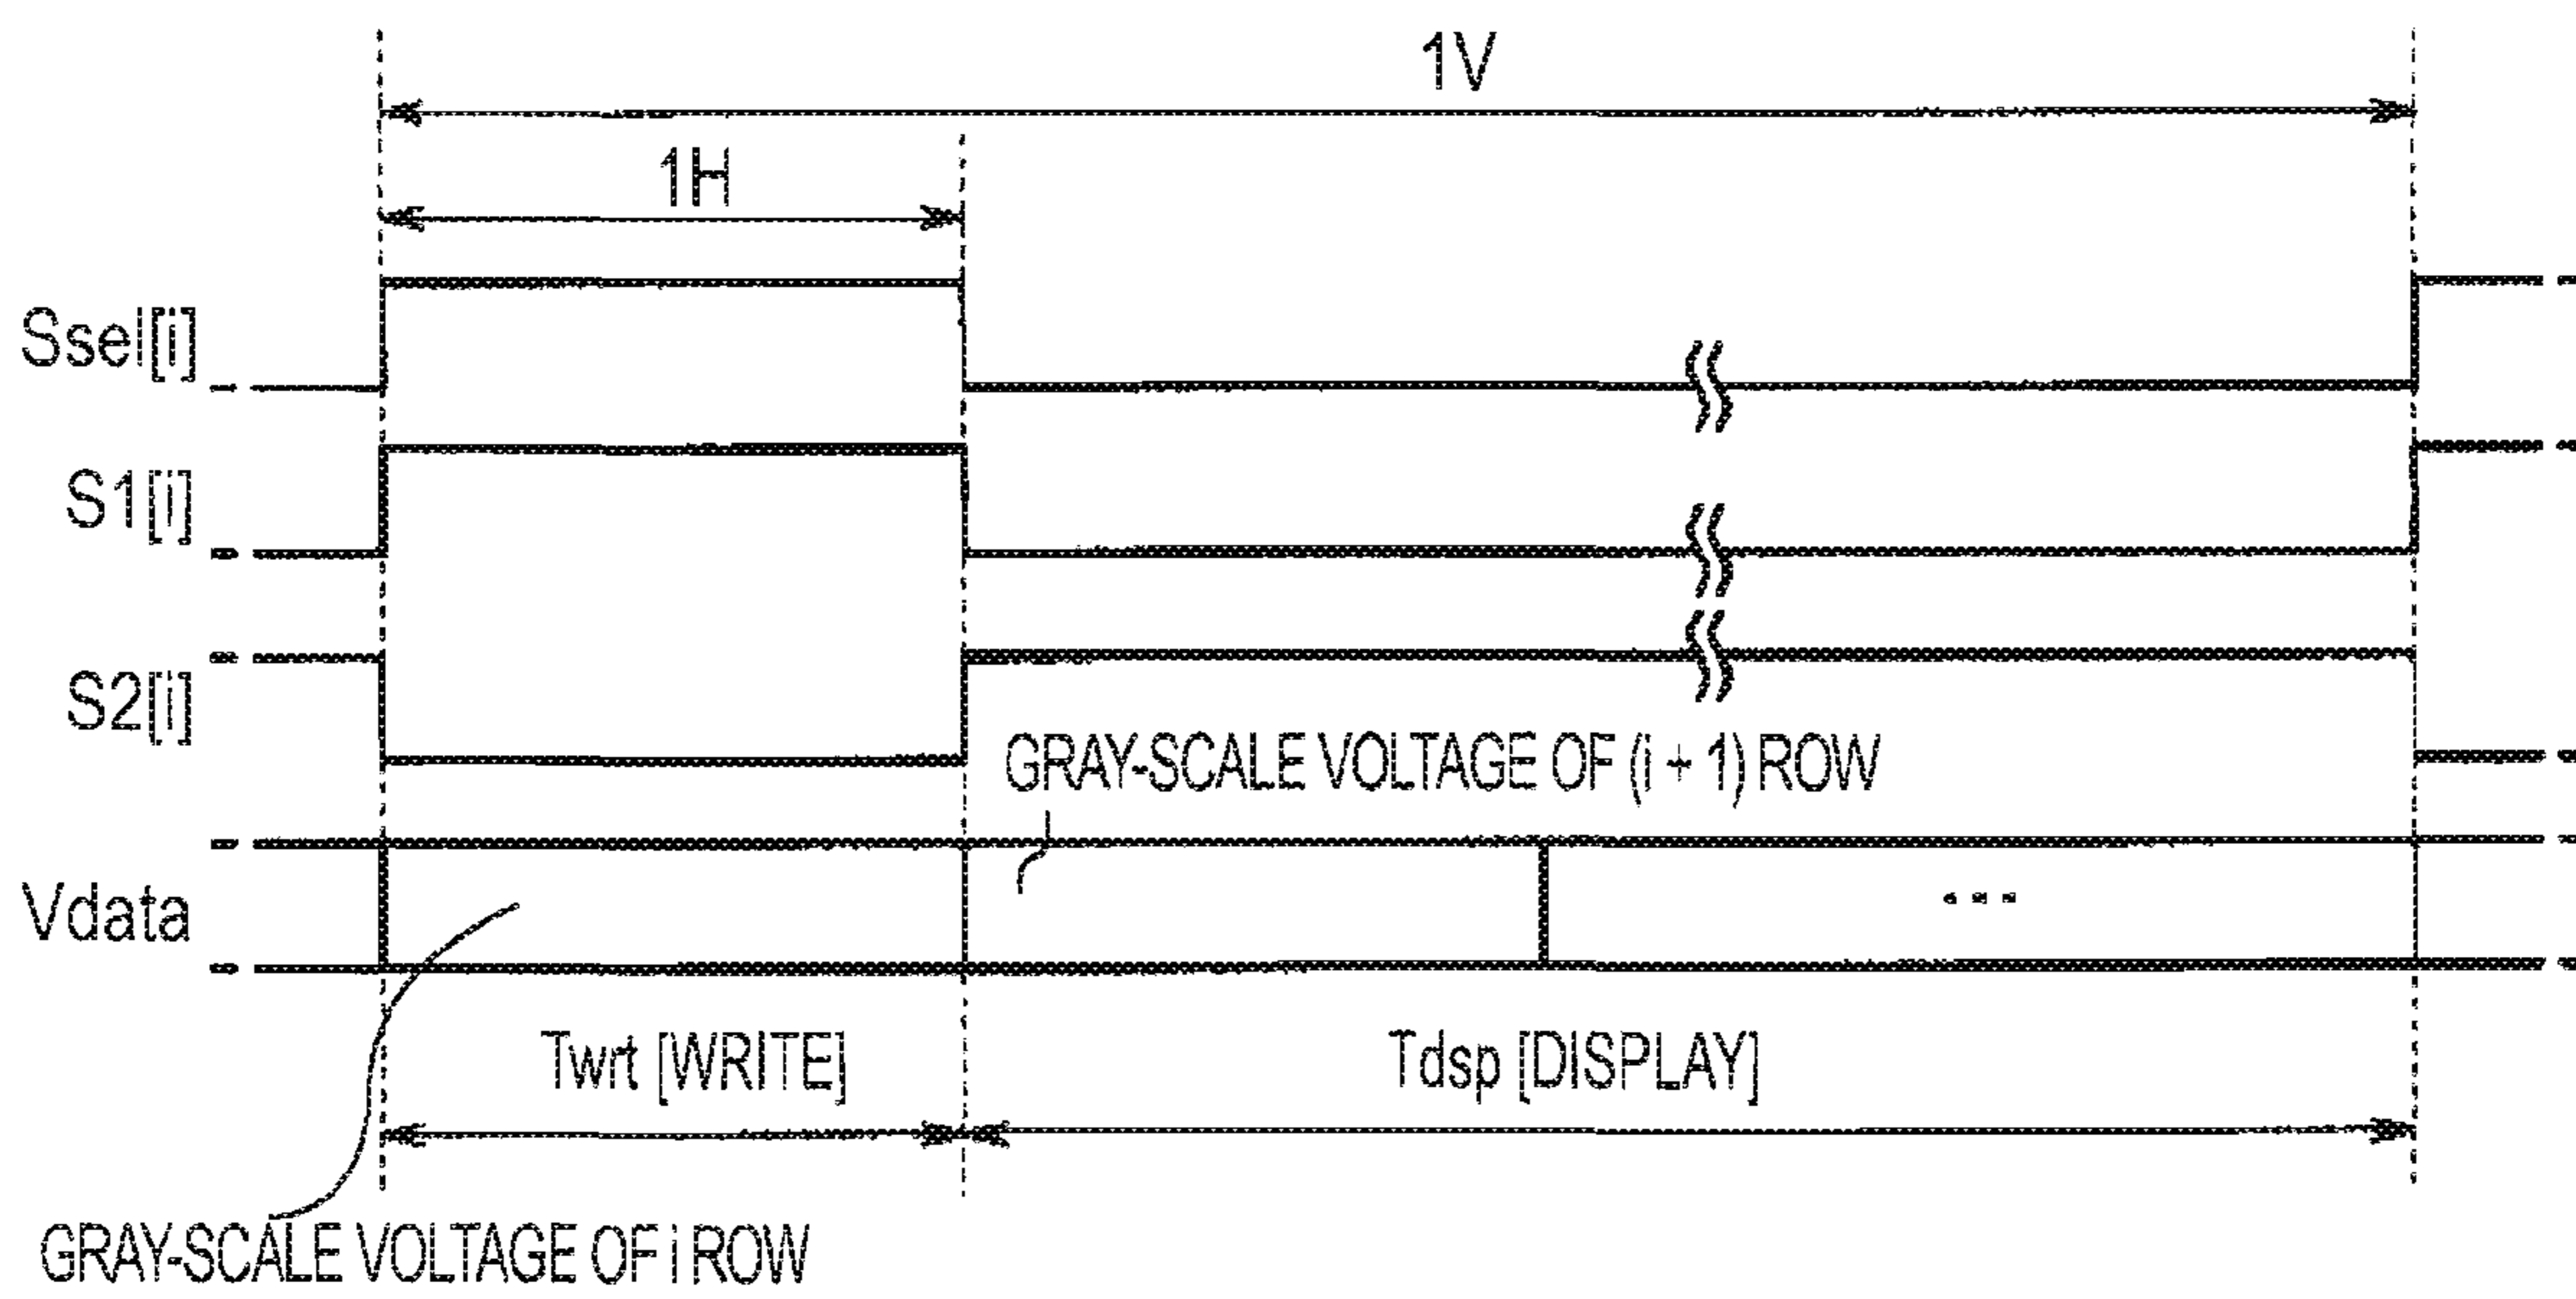 1V
1H
Ssel[i]
S1[i]
S2[i]
GRAY-SCALE VOLTAGE OF (i + 1) ROW
Vdata
...
Twrt [WRITE]
Tdsp [DISPLAY]
GRAY-SCALE VOLTAGE OF i ROW